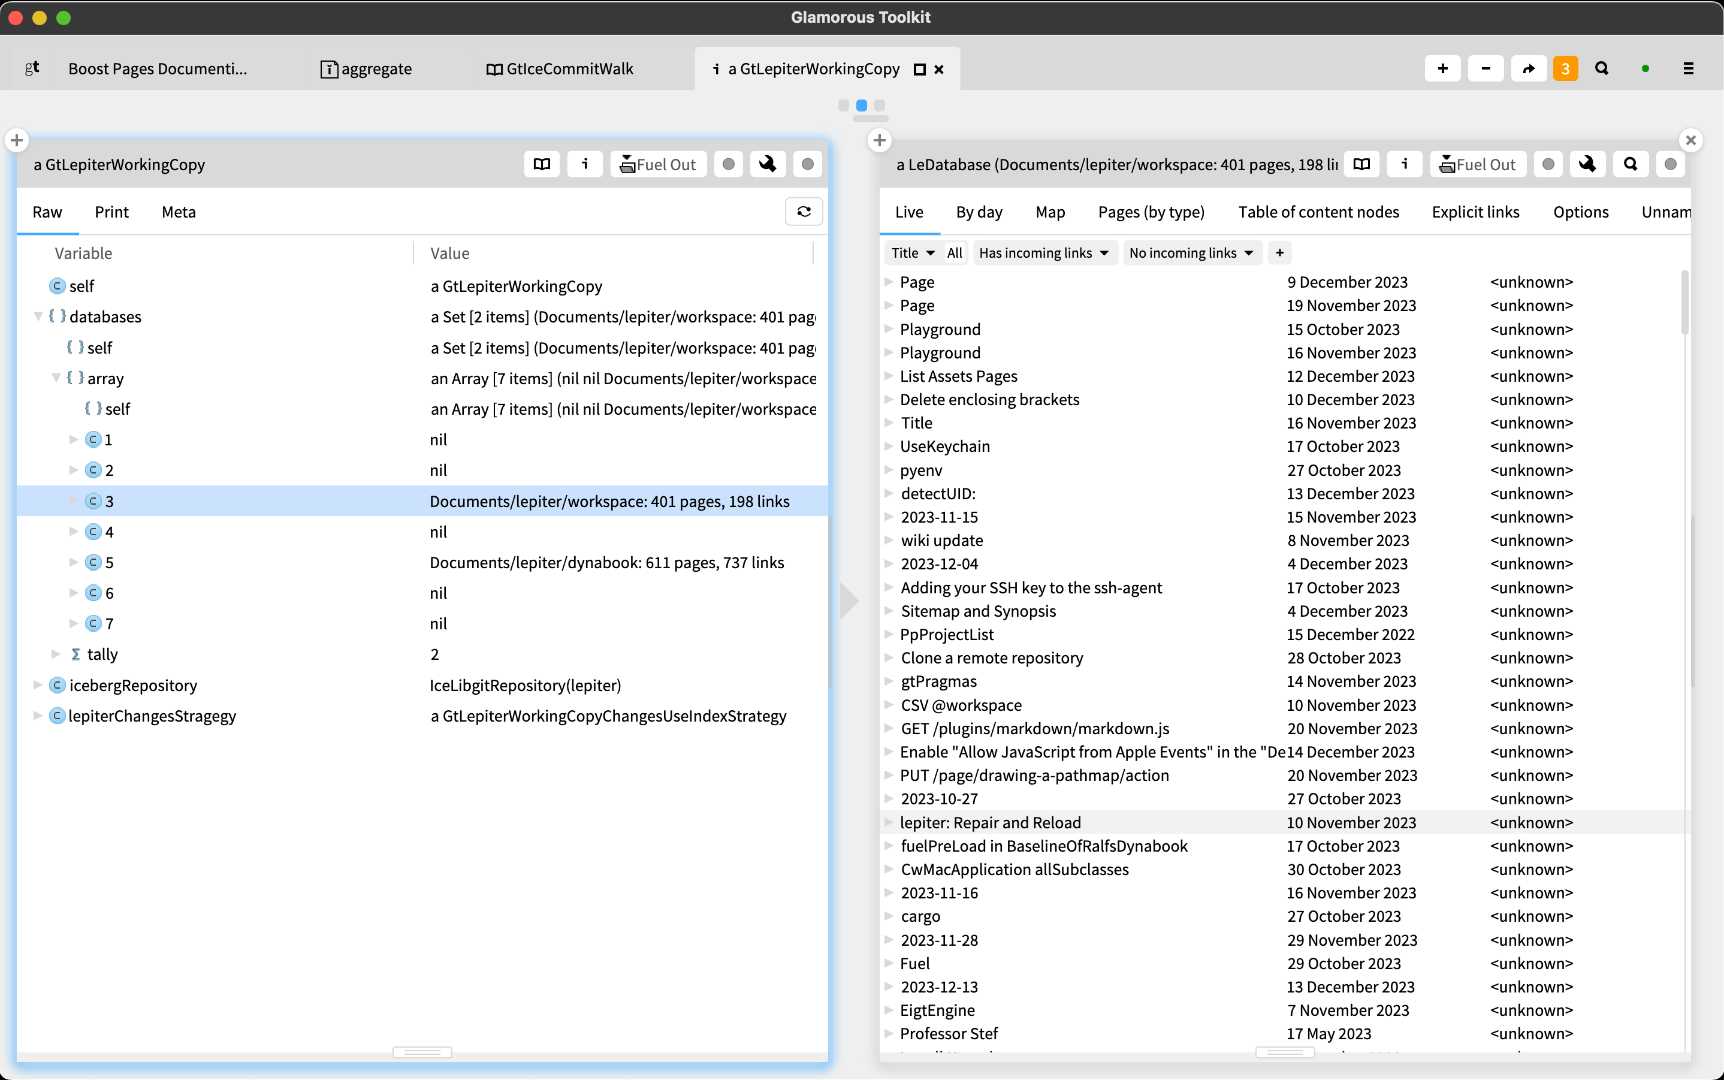 Glamorous Toolkit
gt
Boost Pages Documenti...
aggregate
GtIceCommitWalk
a GtLepiterWorkingCopy
3
a GtLepiterWorkingCopy
Fuel Out
Raw
Print
Meta
Variable Value
self a GtLepiterWorkingCopy
databases a Set [2 items] (Documents/lepiter/workspace: 401 pag
self a Set [2 items] (Documents/lepiter/workspace: 401 pag
array an Array [7 items] (nil nil Documents/lepiter/workspace
self an Array [7 items] (nil nil Documents/lepiter/workspace
1 nil
2 nil
3 Documents/lepiter/workspace: 401 pages, 198 links
4 nil
5 Documents/lepiter/dynabook: 611 pages, 737 links
6 nil
7 nil
Σ tally 2
icebergRepository IceLibgitRepository(lepiter)
lepiterChangesStragegy a GtLepiterWorkingCopyChangesUseIndexStrategy
a LeDatabase (Documents/lepiter/workspace: 401 pages, 198 li
Fuel Out
Live
By day
Map
Pages (by type)
Table of content nodes
Explicit links
Options
Unnam
Title All Has incoming links No incoming links +
Page 9 December 2023 <unknown>
Page 19 November 2023 <unknown>
Playground 15 October 2023 <unknown>
Playground 16 November 2023 <unknown>
List Assets Pages 12 December 2023 <unknown>
Delete enclosing brackets 10 December 2023 <unknown>
Title 16 November 2023 <unknown>
UseKeychain 17 October 2023 <unknown>
pyenv 27 October 2023 <unknown>
detectUID: 13 December 2023 <unknown>
2023-11-15 15 November 2023 <unknown>
wiki update 8 November 2023 <unknown>
2023-12-04 4 December 2023 <unknown>
Adding your SSH key to the ssh-agent 17 October 2023 <unknown>
Sitemap and Synopsis 4 December 2023 <unknown>
PpProjectList 15 December 2022 <unknown>
Clone a remote repository 28 October 2023 <unknown>
gtPragmas 14 November 2023 <unknown>
CSV @workspace 10 November 2023 <unknown>
GET /plugins/markdown/markdown.js 20 November 2023 <unknown>
Enable "Allow JavaScript from Apple Events" in the "De 14 December 2023 <unknown>
PUT /page/drawing-a-pathmap/action 20 November 2023 <unknown>
2023-10-27 27 October 2023 <unknown>
lepiter: Repair and Reload 10 November 2023 <unknown>
fuelPreLoad in BaselineOfRalfsDynabook 17 October 2023 <unknown>
CwMacApplication allSubclasses 30 October 2023 <unknown>
2023-11-16 16 November 2023 <unknown>
cargo 27 October 2023 <unknown>
2023-11-28 29 November 2023 <unknown>
Fuel 29 October 2023 <unknown>
2023-12-13 13 December 2023 <unknown>
EigtEngine 7 November 2023 <unknown>
Professor Stef 17 May 2023 <unknown>